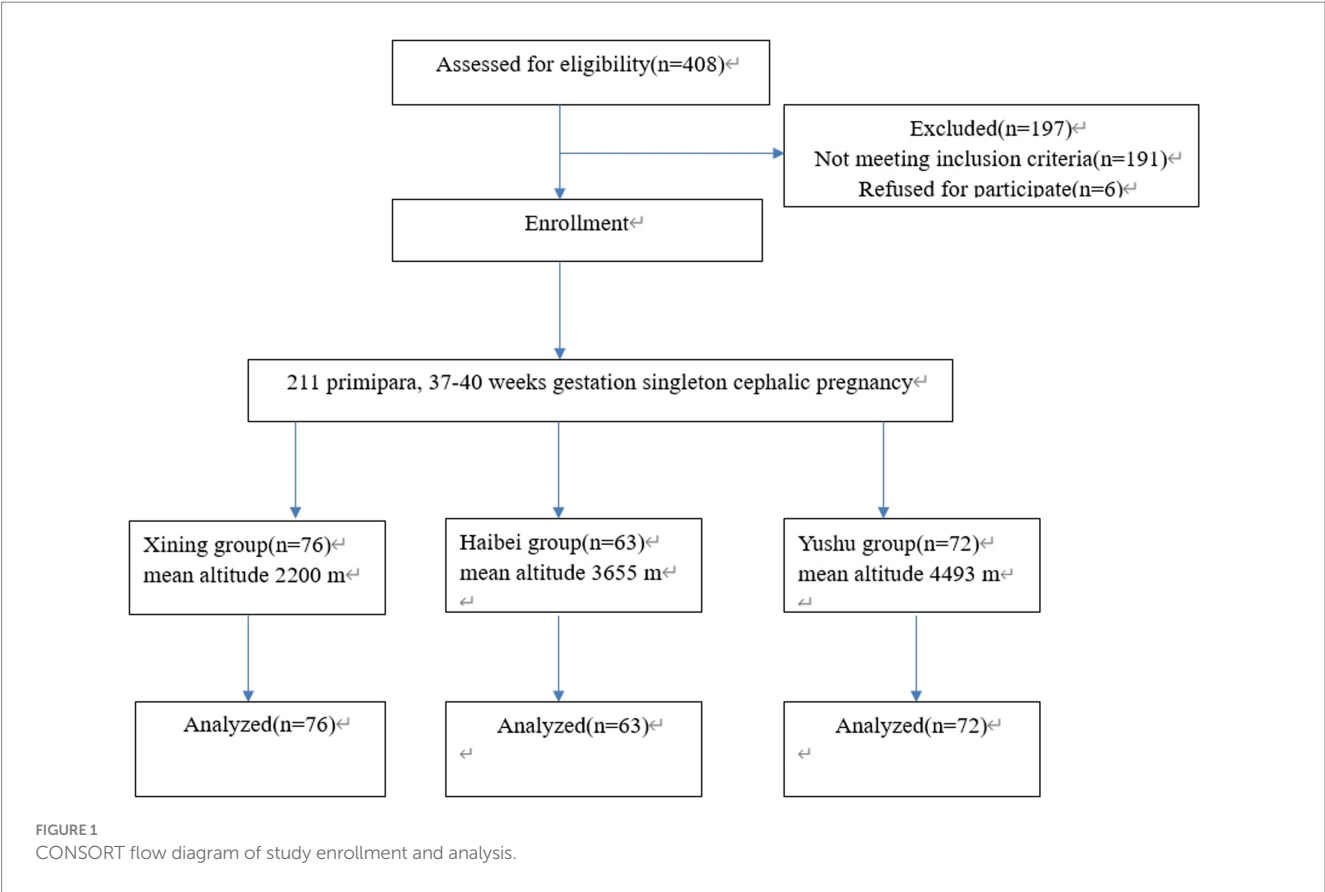 Assessed for eligibility(n=408)↵
Excluded(n=197)↵
Not meeting inclusion criteria(n=191)↵
Refused for participate(n=6)↵
Enrollment↵
211 primipara, 37-40 weeks gestation singleton cephalic pregnancy↵
Xining group(n=76)↵
mean altitude 2200 m↵
Haibei group(n=63)↵
mean altitude 3655 m↵
↵
Yushu group(n=72)↵
mean altitude 4493 m↵
↵
Analyzed(n=76)↵
Analyzed(n=63)↵
↵
Analyzed(n=72)↵
↵
FIGURE 1
CONSORT flow diagram of study enrollment and analysis.